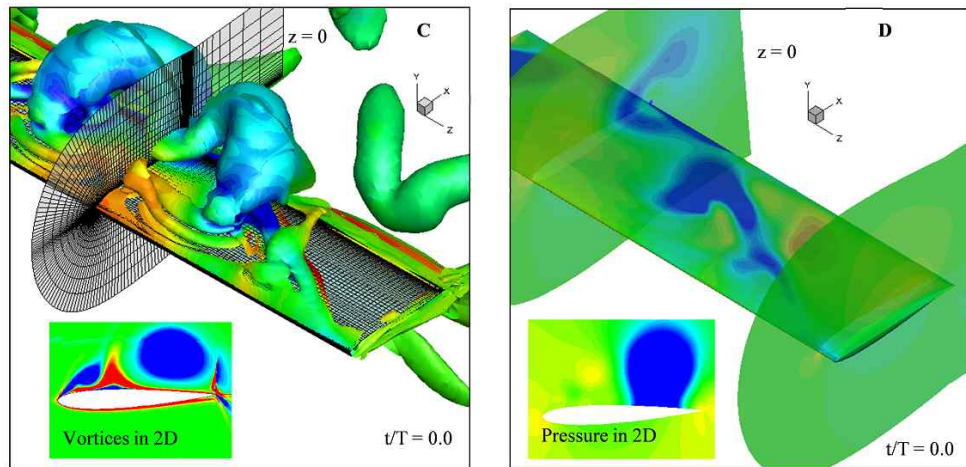 C
z = 0
Y
X
Z
Vortices in 2D
t/T = 0.0
D
z = 0
Y
X
Z
Pressure in 2D
t/T = 0.0